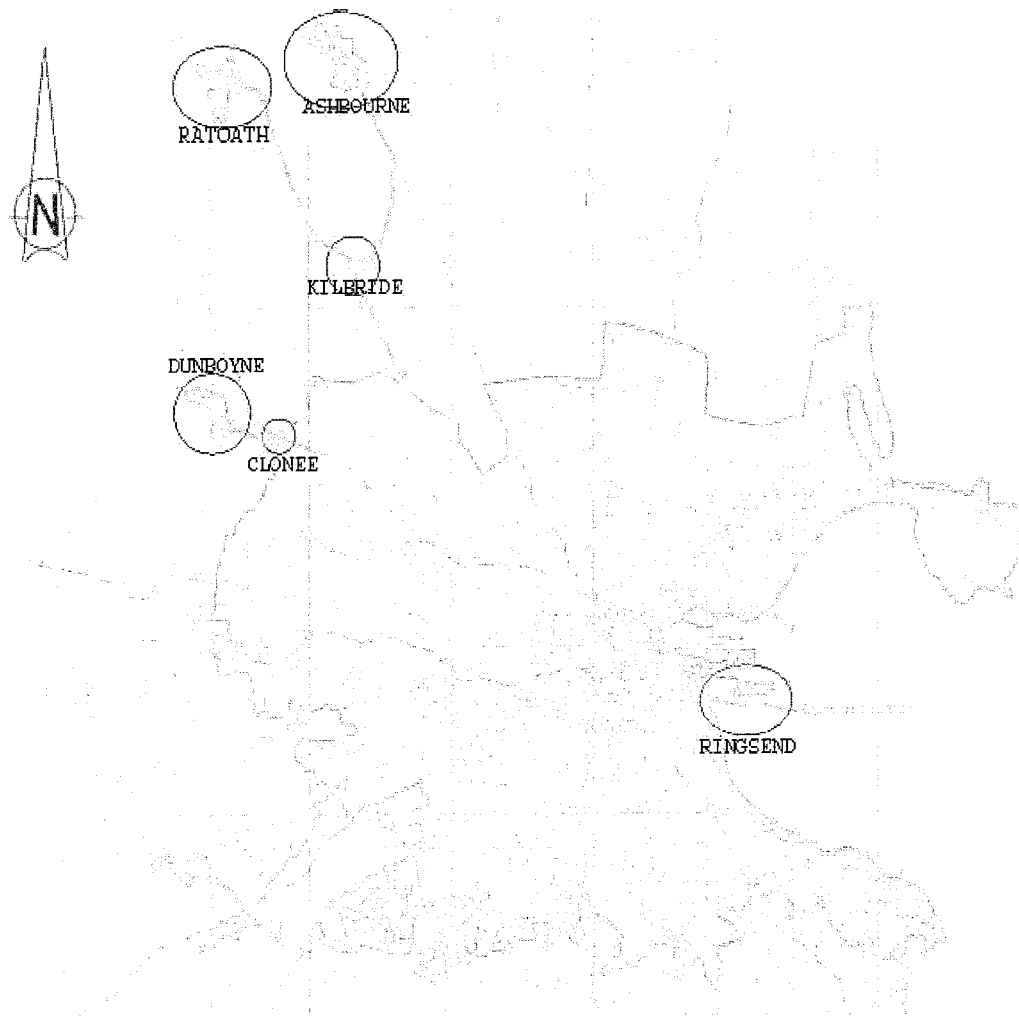 ASHBOURNE
RATOATH
N
KILBRIDE
DUNBOYNE
CLONEE
RINGSEND